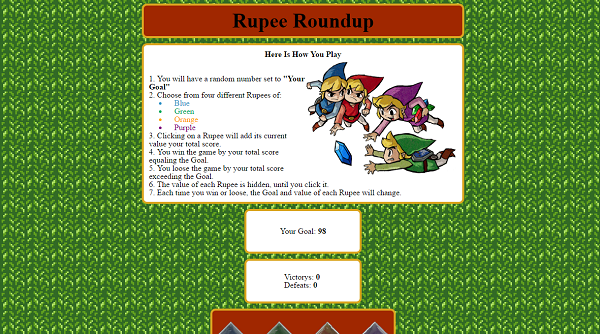 Rupee Roundup
Here Is How You Play
1. You will have a random number set to "Your
Goal"
2. Choose from four different Rupees of:
Blue
Green
Orange
Purple
3. Clicking on a Rupee will add its current
value your total score.
4. You win the game by your total score
equaling the Goal.
5. You loose the game by your total score
exceeding the Goal.
6. The value of each Rupee is hidden, until you click it.
7. Each time you win or loose, the Goal and value of each Rupee will change.
Your Goal: 98
Victorys: 0
Defeats: 0